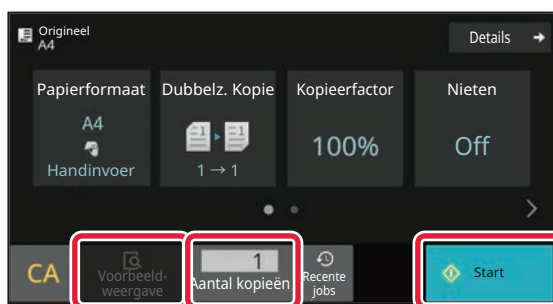 Origineel
A4
Details
Papierformaat
A4
Handinvoer
Dubbelz. Kopie
1 → 1
Kopieerfactor
100%
Nieten
Off
CA
Voorbeeld-
weergave
1
Aantal kopieën
Recente
jobs
Start